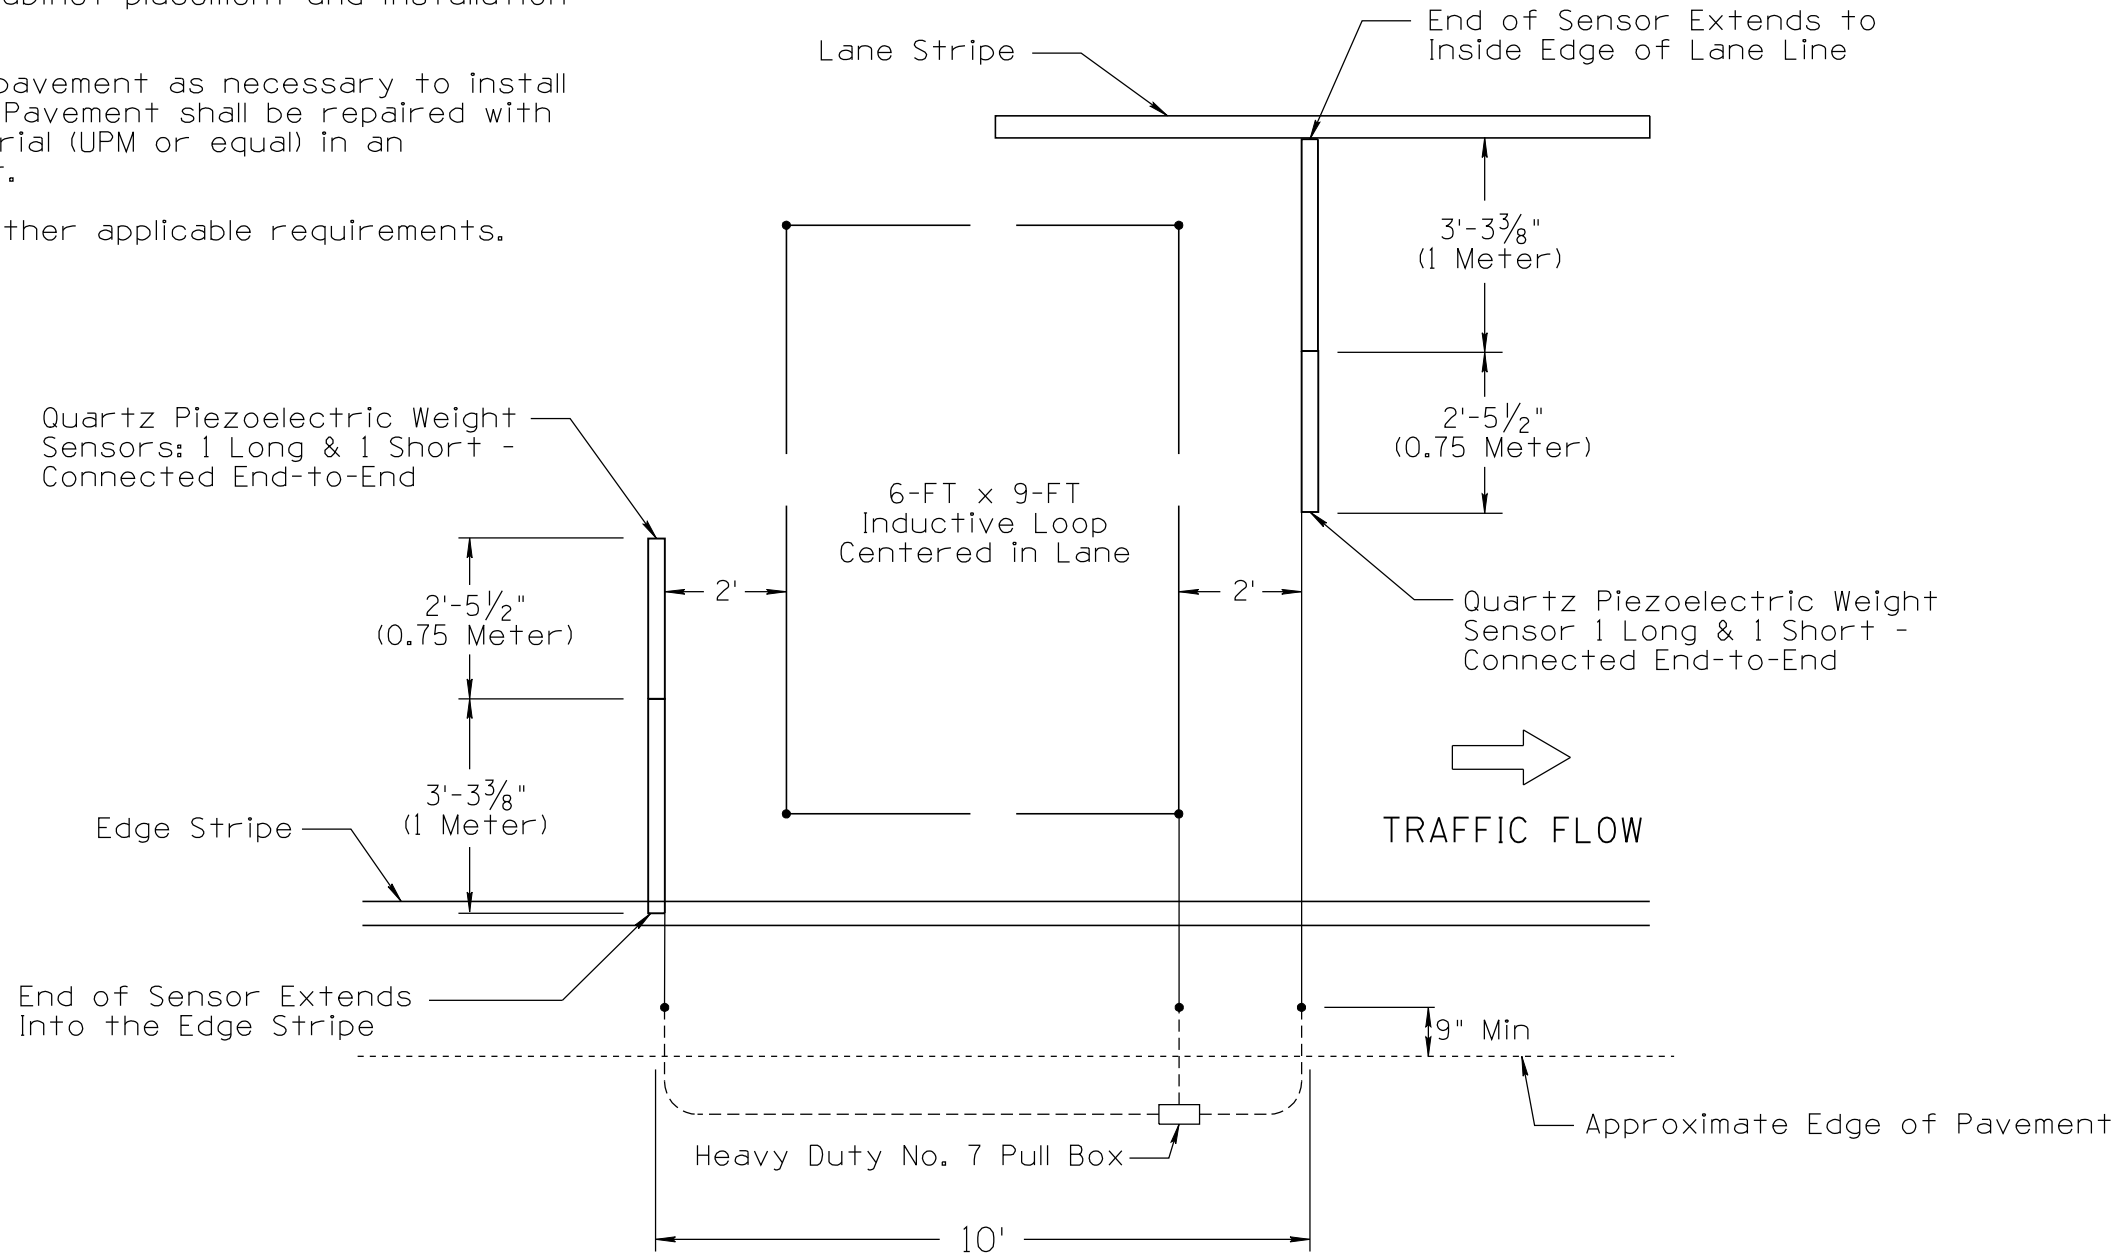 cabinet placement and installation
pavement as necessary to install
Pavement shall be repaired with
(UPM or equal) in an
other applicable requirements.
Lane Stripe
End of Sensor Extends to
Inside Edge of Lane Line
3'-3⅜"
(1 Meter)
2'-5½"
(0.75 Meter)
Quartz Piezoelectric Weight
Sensors: 1 Long & 1 Short -
Connected End-to-End
6-FT x 9-FT
Inductive Loop
Centered in Lane
2'
2'
2'-5½"
(0.75 Meter)
Quartz Piezoelectric Weight
Sensor 1 Long & 1 Short -
Connected End-to-End
3'-3⅜"
(1 Meter)
Edge Stripe
TRAFFIC FLOW
End of Sensor Extends
Into the Edge Stripe
9" Min
Approximate Edge of Pavement
Heavy Duty No. 7 Pull Box
10'